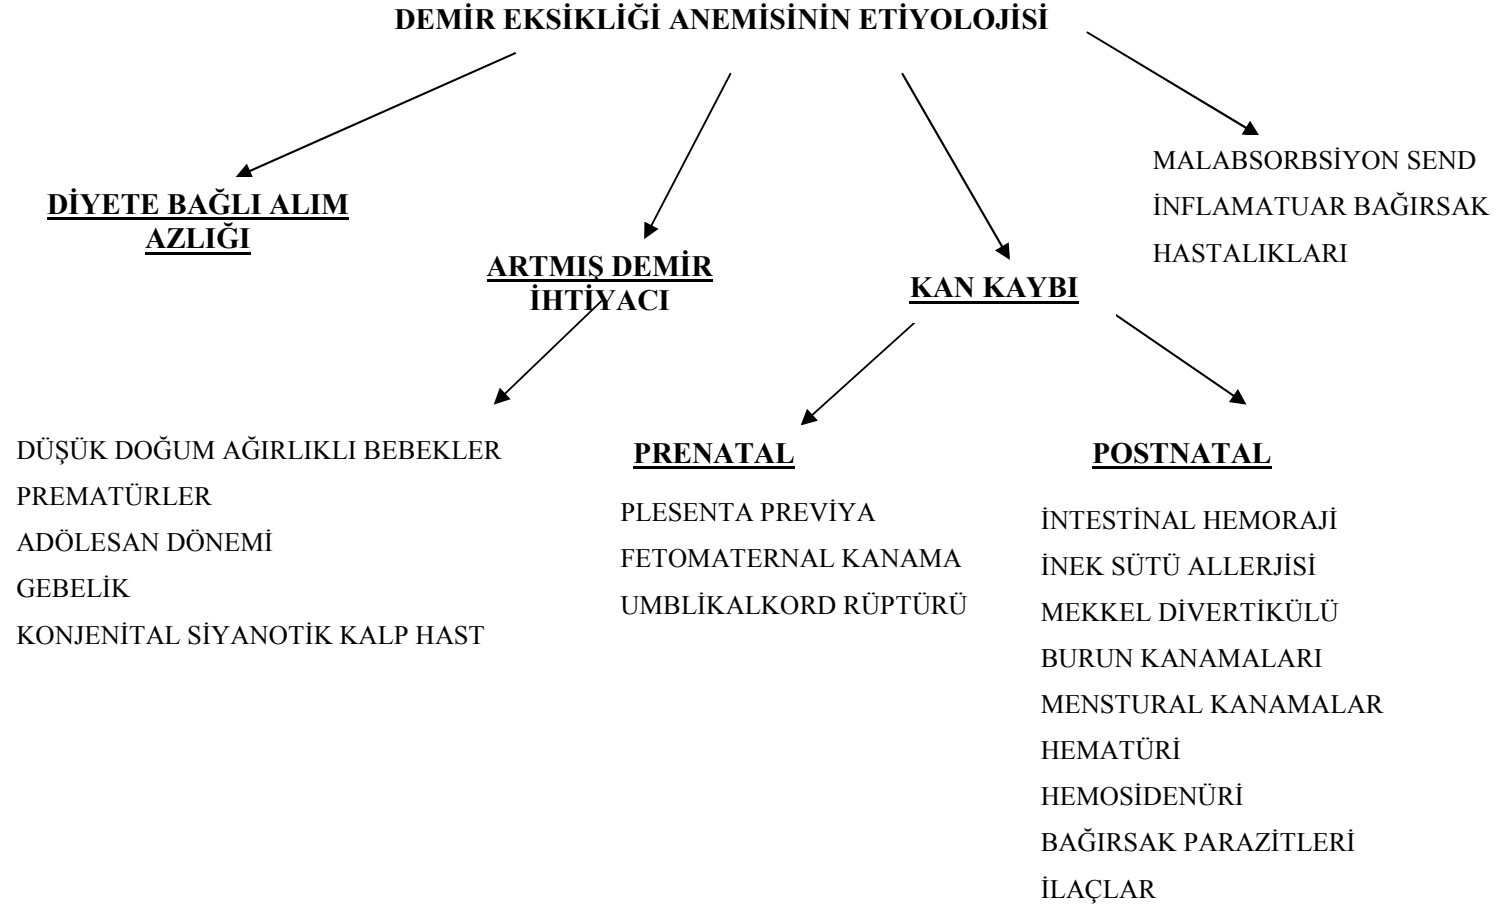 DEMİR EKSİKLİĞİ ANEMİSİNİN ETİYOLOJİSİ
DİYETE BAĞLI ALIM
AZLIĞI
ARTMIŞ DEMİR
İHTİYACI
KAN KAYBI
MALABSORBSİYON SEND
İNFLAMATUAR BAĞIRSAK
HASTALIKLARI
DÜŞÜK DOĞUM AĞIRLIKLI BEBEKLER
PREMATÜRLER
ADÖLESAN DÖNEMİ
GEBELİK
KONJENİTAL SİYANOTİK KALP HAST
PRENATAL
PLESENTA PREVİYA
FETOMATERNAL KANAMA
UMBLİKALKORD RÜPTÜRÜ
POSTNATAL
İNTESTİNAL HEMORAJİ
İNEK SÜTÜ ALLERJİSİ
MEKKEL DİVERTİKÜLÜ
BURUN KANAMALARI
MENSTURAL KANAMALAR
HEMATÜRİ
HEMOSİDENÜRİ
BAĞIRSAK PARAZİTLERİ
İLAÇLAR